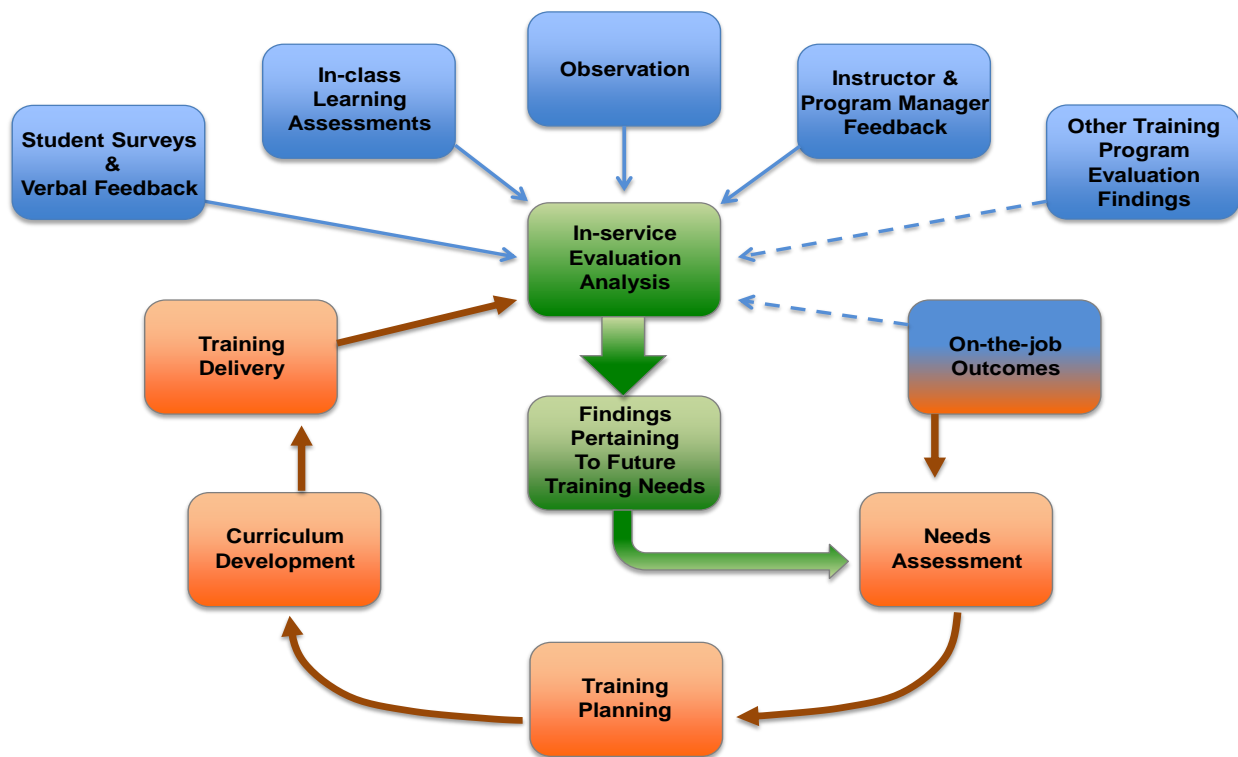 Student Surveys
&
Verbal Feedback
In-class
Learning
Assessments
Observation
Instructor &
Program Manager
Feedback
Other Training
Program
Evaluation
Findings
In-service
Evaluation
Analysis
Training
Delivery
On-the-job
Outcomes
Findings
Pertaining
To Future
Training Needs
Curriculum
Development
Needs
Assessment
Training
Planning